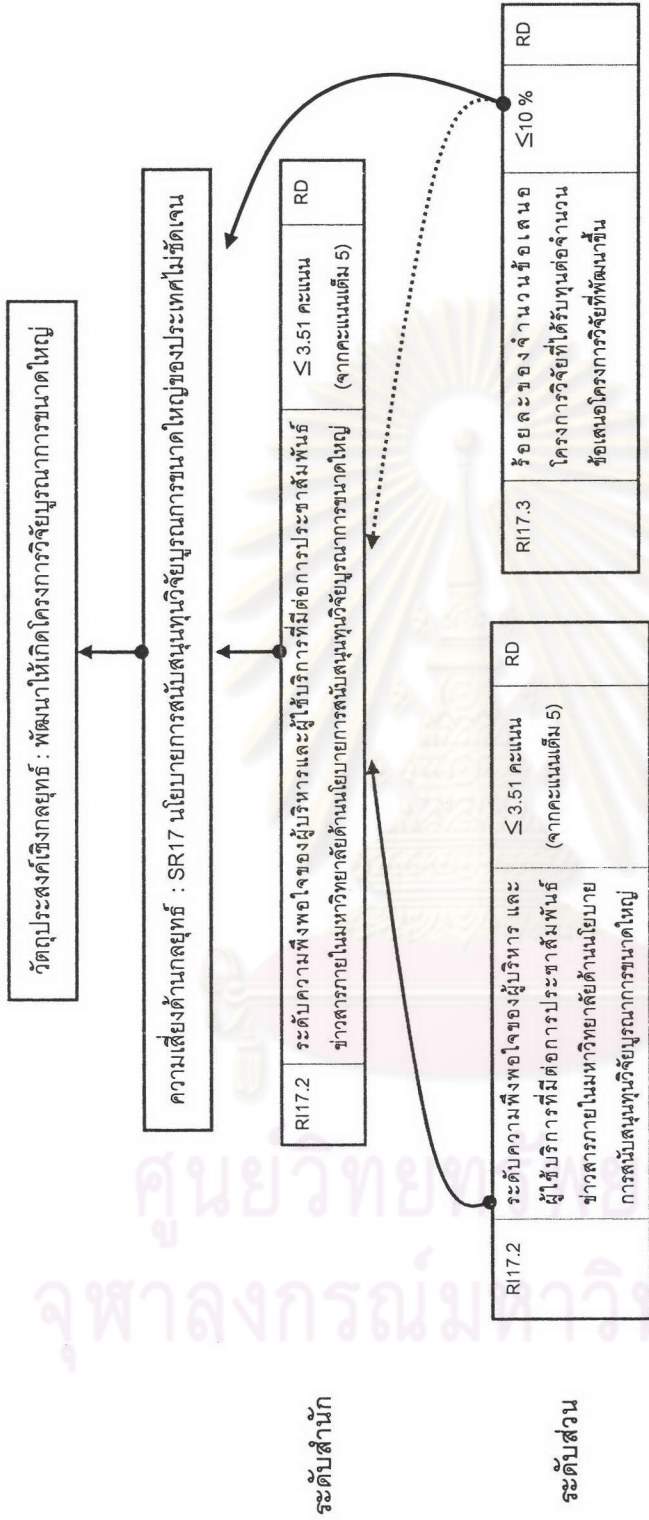 วัตถุประสงค์เชิงกลยุทธ์ : พัฒนาให้เกิดโครงการวิจัยบูรณาการขนาดใหญ่
ความเสี่ยงด้านกลยุทธ์ : SR17 นโยบายการสนับสนุนทุนวิจัยบูรณาการขนาดใหญ่ของประเทศไม่ชัดเจน
ระดับสำนัก
RI17.2
ระดับความพึงพอใจของผู้บริหารและผู้ใช้บริการที่มีต่อการประชาสัมพันธ์
ข่าวสารภายในมหาวิทยาลัยด้านนโยบายการสนับสนุนทุนวิจัยบูรณาการขนาดใหญ่
≤ 3.51 คะแนน
(จากคะแนนเต็ม 5)
RD
ระดับส่วน
RI17.2
ระดับความพึงพอใจของผู้บริหาร และ
ผู้ใช้บริการที่มีต่อการประชาสัมพันธ์
ข่าวสารภายในมหาวิทยาลัยด้านนโยบาย
การสนับสนุนทุนวิจัยบูรณาการขนาดใหญ่
≤ 3.51 คะแนน
(จากคะแนนเต็ม 5)
RD
RI17.3
ร้อยละของจำนวนข้อเสนอ
โครงการวิจัยที่ได้รับทุนต่อจำนวน
ข้อเสนอโครงการวิจัยที่พัฒนาขึ้น
≤10 %
RD
ศูนย์วิทยทรัพย
จุฬาลงกรณ์มหาวิท